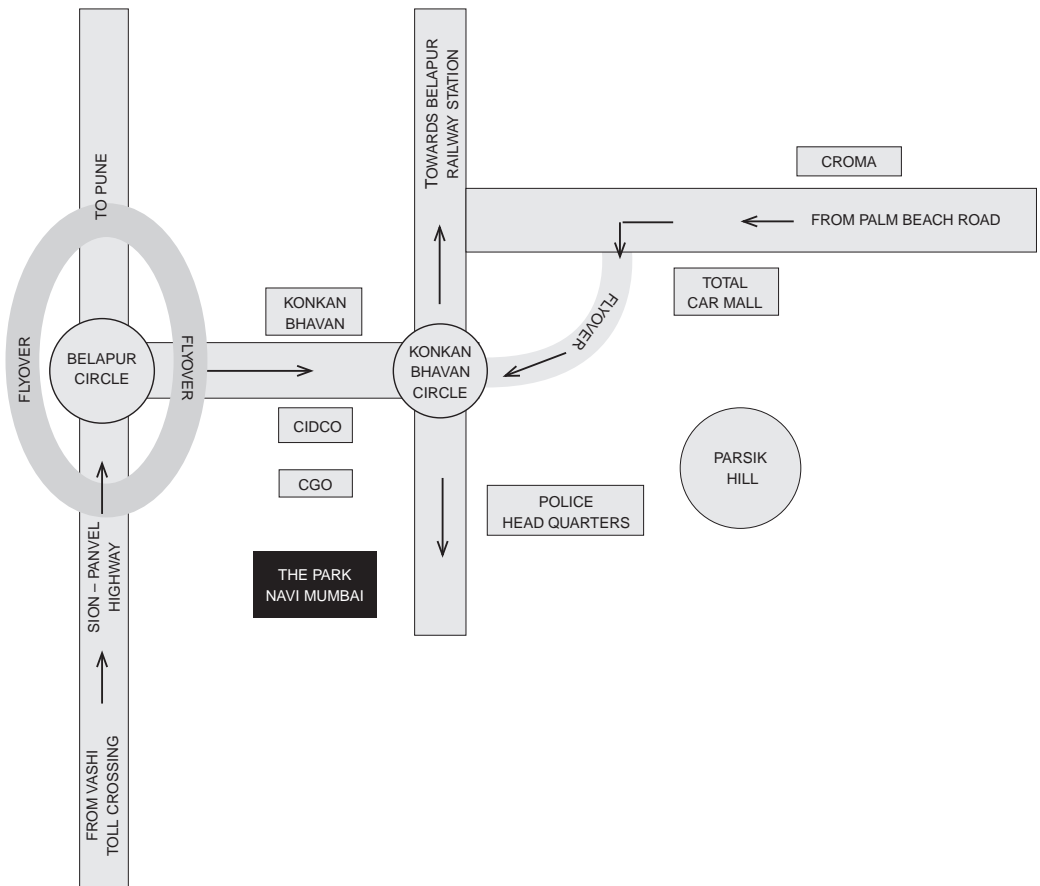 TO PUNE
TOWARDS BELAPUR
RAILWAY STATION
CROMA
FROM PALM BEACH ROAD
TOTAL
CAR MALL
KONKAN
BHAVAN
FLYOVER
FLYOVER
BELAPUR
CIRCLE
FLYOVER
KONKAN
BHAVAN
CIRCLE
CIDCO
CGO
PARSIK
HILL
POLICE
HEAD QUARTERS
SION – PANVEL
HIGHWAY
THE PARK
NAVI MUMBAI
FROM VASHI
TOLL CROSSING